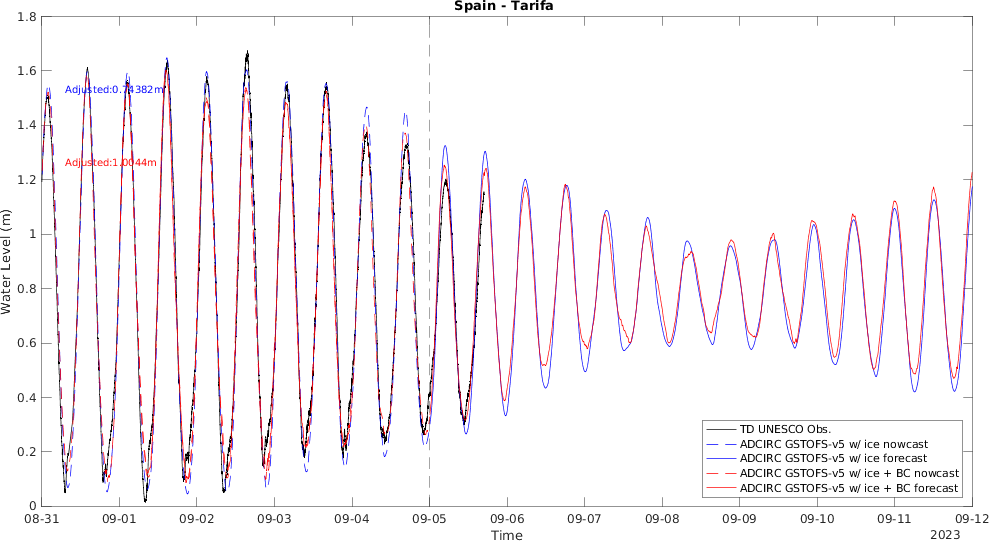 Spain - Tarifa
1.8
1.6
1.4
1.2
1
0.8
0.6
0.4
0.2
0
Water Level (m)
Adjusted:0.74382m
Adjusted:1.0044m
TD UNESCO Obs.
ADCIRC GSTOFS-v5 w/ ice nowcast
ADCIRC GSTOFS-v5 w/ ice forecast
ADCIRC GSTOFS-v5 w/ ice + BC nowcast
ADCIRC GSTOFS-v5 w/ ice + BC forecast
08-31 09-01 09-02 09-03 09-04 09-05 09-06 09-07 09-08 09-09 09-10 09-11 09-12
Time
2023